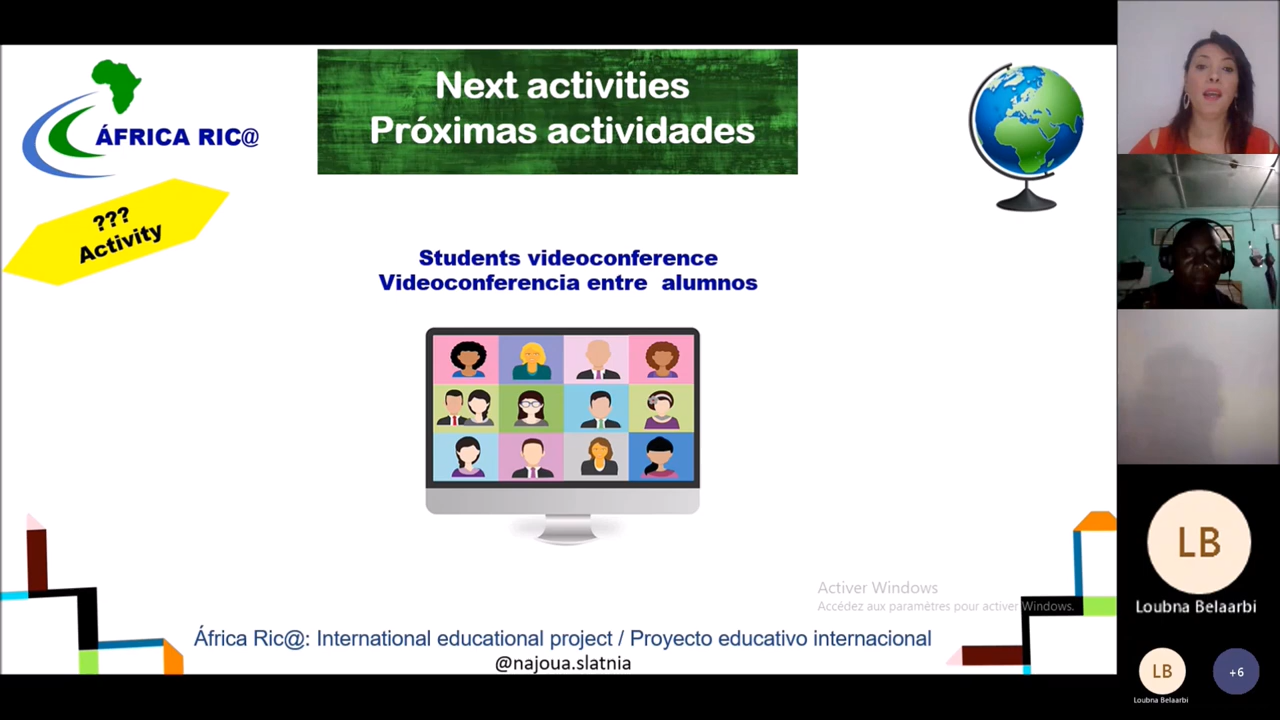 Next activities
Próximas actividades
ÁFRICA RIC@
???
Activity
Students videoconference
Videoconferencia entre alumnos
Activer Windows
Accédez aux paramètres pour activer Windows.
África Ric@: International educational project / Proyecto educativo internacional
@najoua.slatnia
LB
Loubna Belaarbi
LB
Loubna Belaarbi
+6